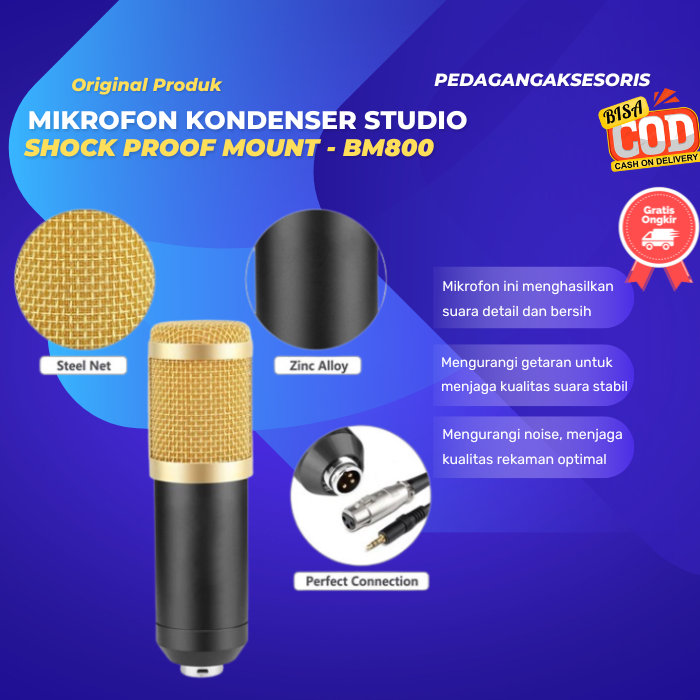 Original Produk
PEDAGANGAKSESORIS
MIKROFON KONDENSER STUDIO
SHOCK PROOF MOUNT - BM800
BISA
COD
CASH ON DELIVERY
Gratis
Ongkir
Steel Net
Zinc Alloy
Mikrofon ini menghasilkan
suara detail dan bersih
Mengurangi getaran untuk
menjaga kualitas suara stabil
Mengurangi noise, menjaga
kualitas rekaman optimal
Perfect Connection